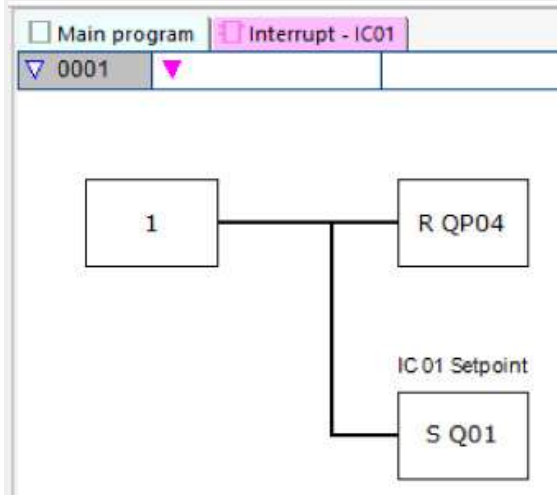 Main program
Interrupt - IC01
0001
1
R QP04
IC 01 Setpoint
S Q01